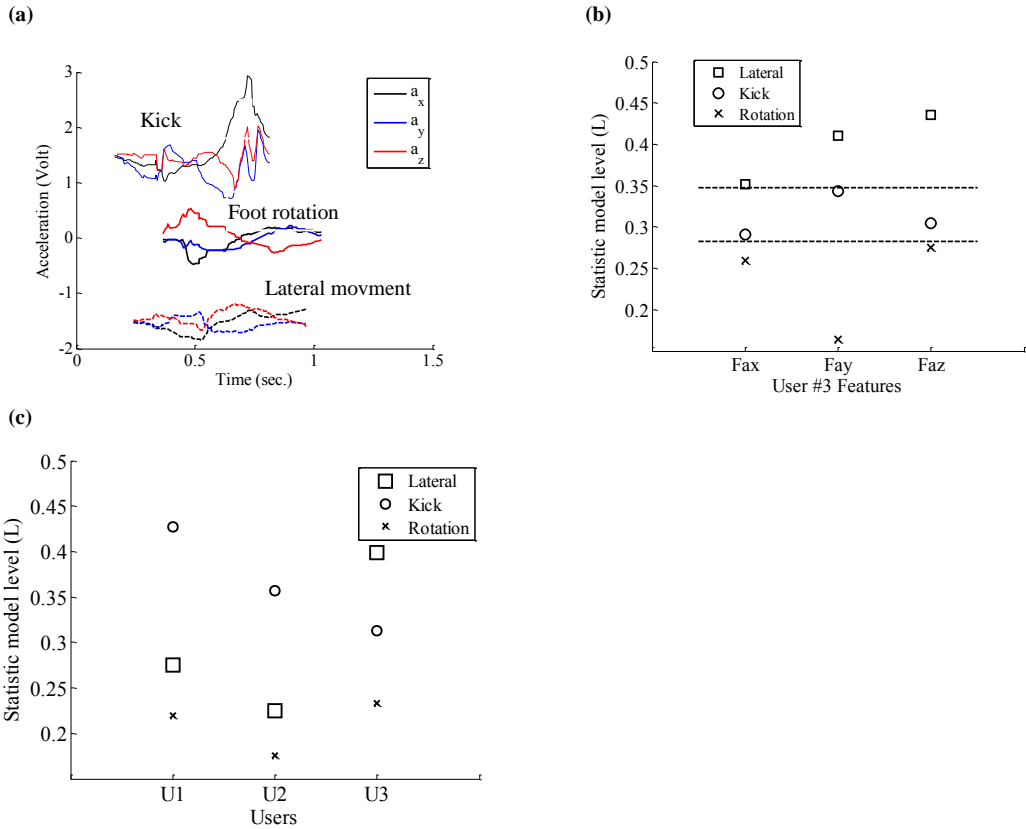 (a)
3
2
1
0
-1
-2
Acceleration (Volt)
Kick
Foot rotation
Lateral movment
a x
a y
a z
0
0.5
1
1.5
Time (sec.)
(b)
0.5
0.45
0.4
0.35
0.3
0.25
0.2
Statistic model level (L)
Lateral
Kick
Rotation
Fax
Fay
Faz
User #3 Features
(c)
0.5
0.45
0.4
0.35
0.3
0.25
0.2
Statistic model level (L)
Lateral
Kick
Rotation
U1
U2
U3
Users